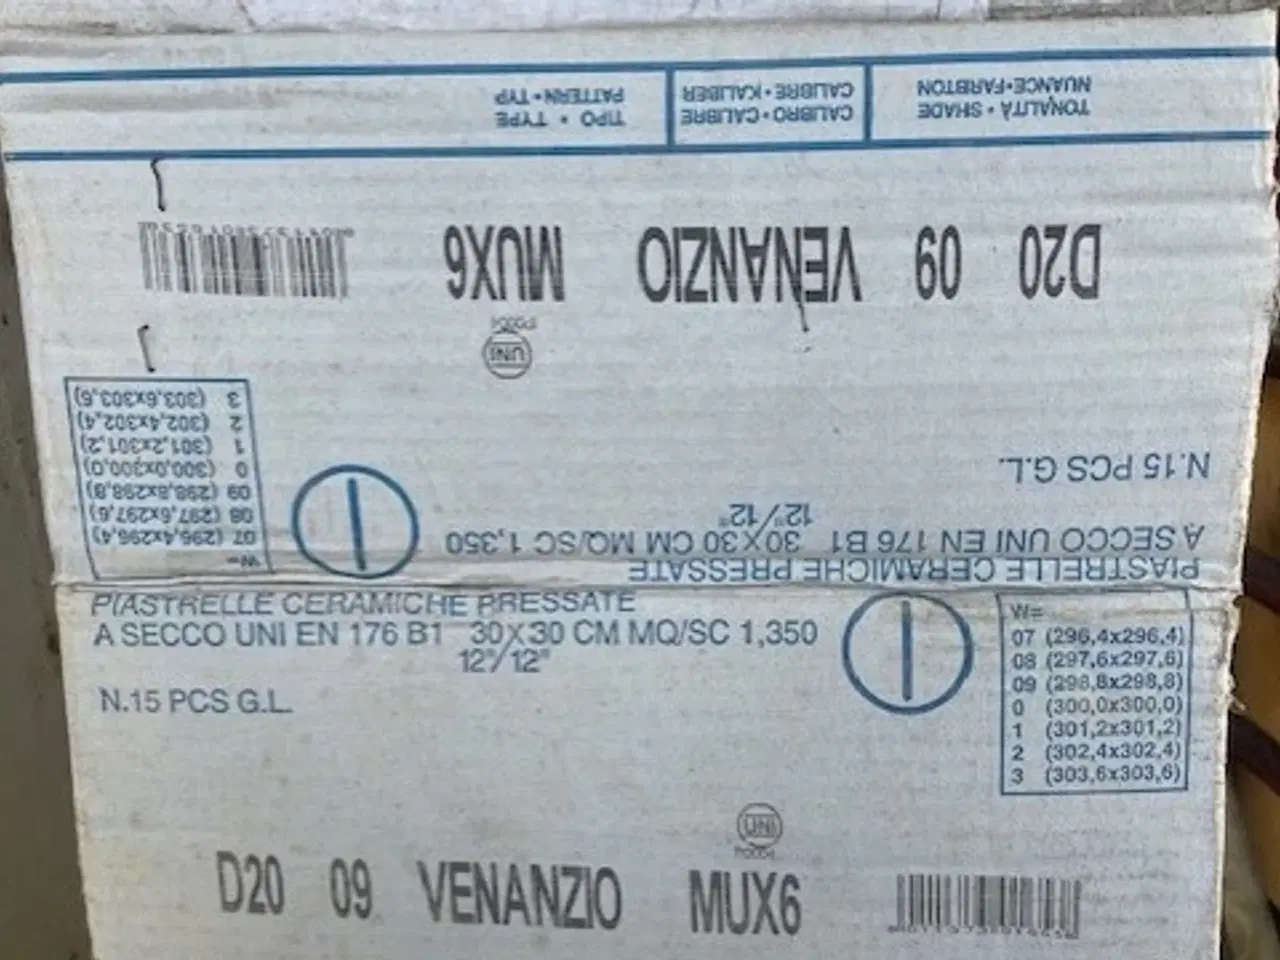 TONALITÀ • SHADE
NUANCE • FARBTON
CALIBRO • CALIBRE
CALIBRE • KALIBER
TIPO • TYPE
PATTERN • TYP
D20 09 VENANZIO MUX6
UNI
W=
07 (296,4x296,4)
08 (297,6x297,6)
09 (298,8x298,8)
0 (300,0x300,0)
1 (301,2x301,2)
2 (302,4x302,4)
3 (303,6x303,6)
N.15 PCS G.L.
PIASTRELLE CERAMICHE PRESSATE
A SECCO UNI EN 176 B1 30X30 CM MQ/SC 1,350
12"/12"
PIASTRELLE CERAMICHE PRESSATE
A SECCO UNI EN 176 B1 30X30 CM MQ/SC 1,350
12"/12"
N.15 PCS G.L.
W=
07 (296,4x296,4)
08 (297,6x297,6)
09 (298,8x298,8)
0 (300,0x300,0)
1 (301,2x301,2)
2 (302,4x302,4)
3 (303,6x303,6)
UNI
D20 09 VENANZIO MUX6